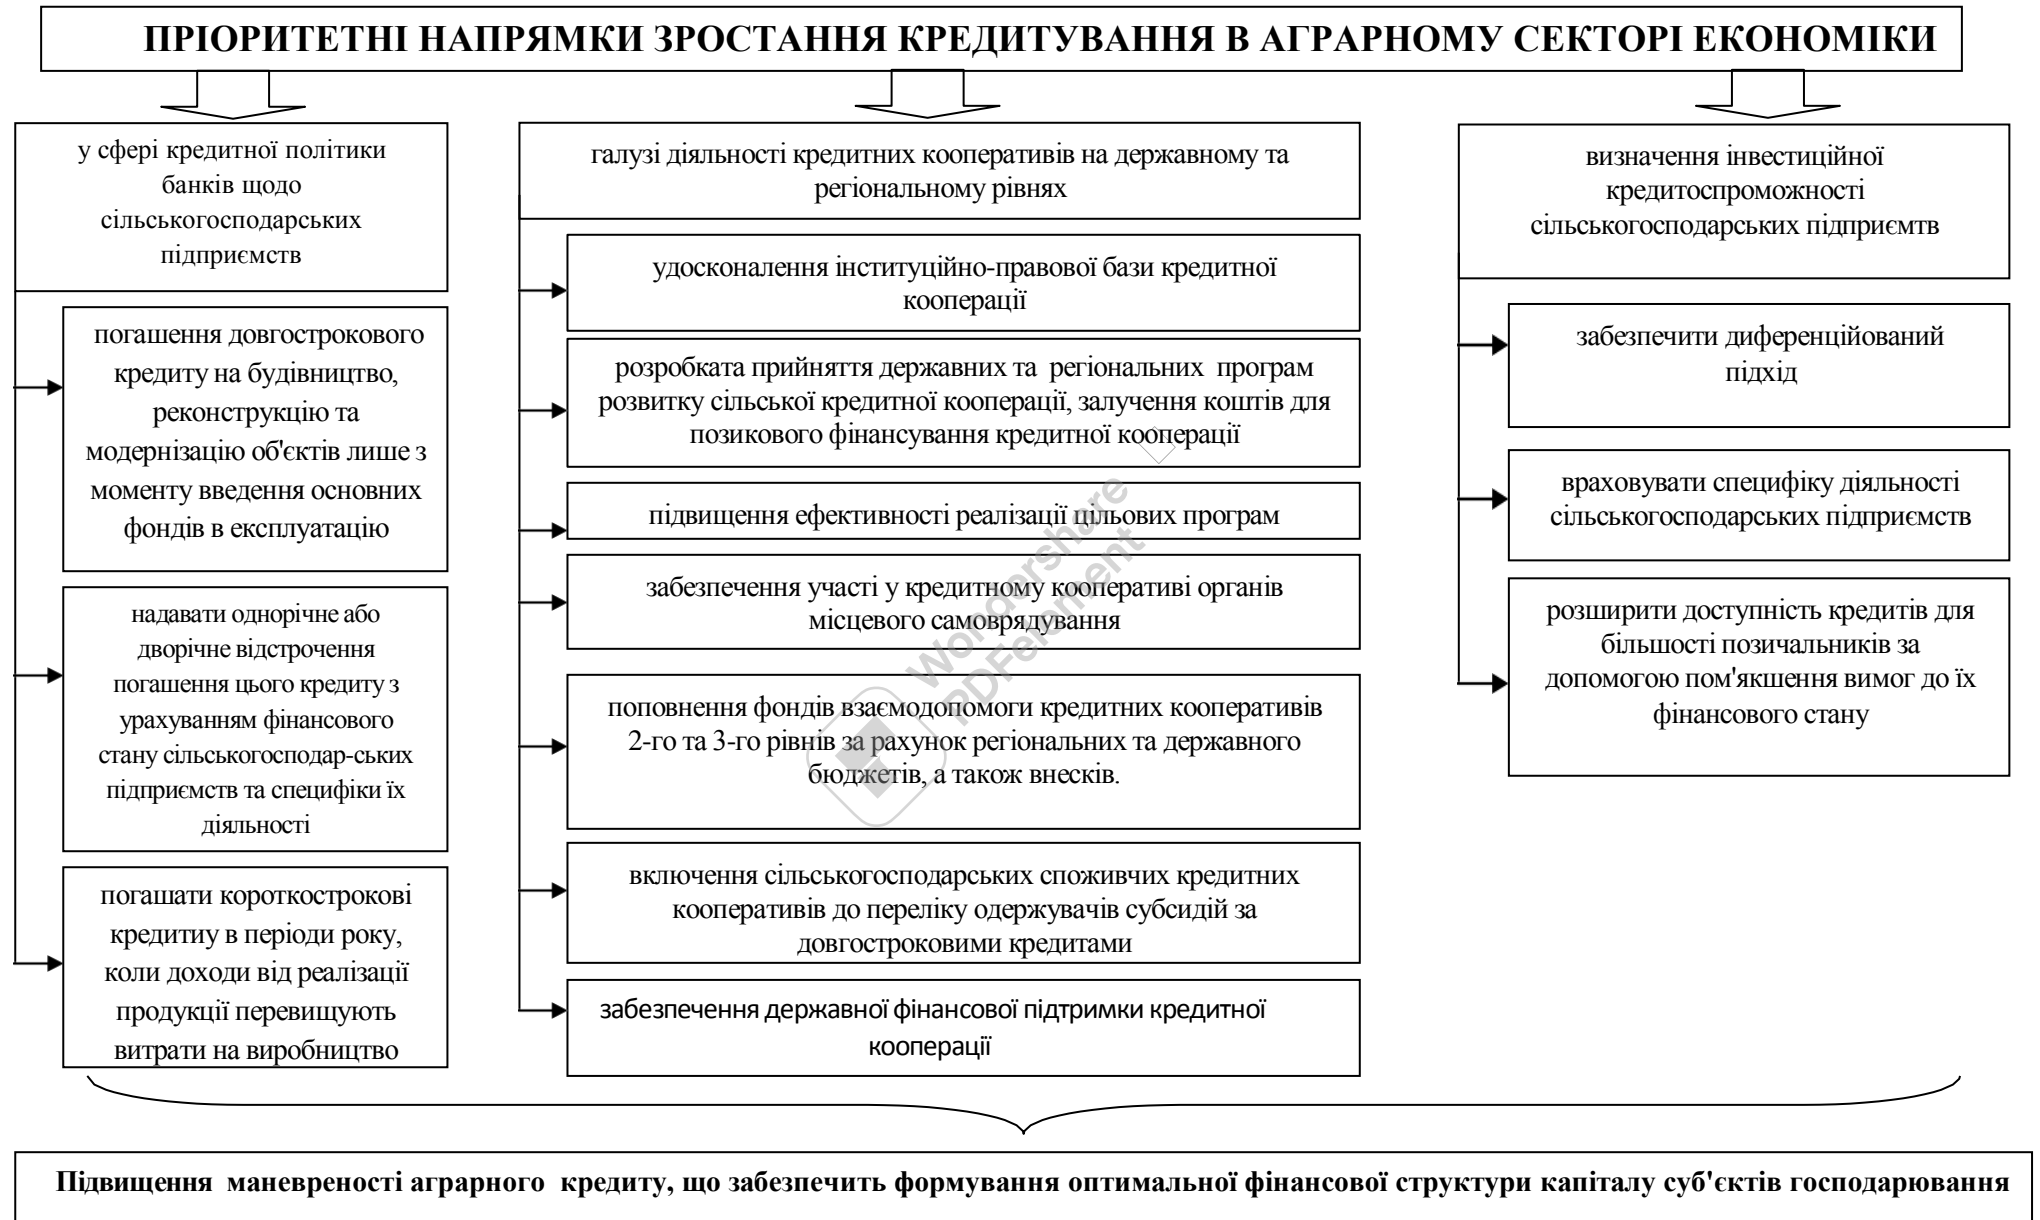 ПРІОРИТЕТНІ НАПРЯМКИ ЗРОСТАННЯ КРЕДИТУВАННЯ В АГРАРНОМУ СЕКТОРІ ЕКОНОМІКИ
у сфері кредитної політики
банків щодо
сільськогосподарських
підприємств
погашення довгострокового
кредиту на будівництво,
реконструкцію та
модернізацію об'єктів лише з
моменту введення основних
фондів в експлуатацію
надавати однорічне або
дворічне відстрочення
погашення цього кредиту з
урахуванням фінансового
стану сільськогосподар-ських
підприємств та специфіки їх
діяльності
погашати короткострокові
кредитиу в періоди року,
коли доходи від реалізації
продукції перевищують
витрати на виробництво
галузі діяльності кредитних кооперативів на державному та
регіональному рівнях
удосконалення інституційно-правової бази кредитної
кооперації
розробката прийняття державних та регіональних програм
розвитку сільської кредитної кооперації, залучення коштів для
позикового фінансування кредитної кооперації
підвищення ефективності реалізації цільових програм
забезпечення участі у кредитному кооперативі органів
місцевого самоврядування
поповнення фондів взаємодопомоги кредитних кооперативів
2-го та 3-го рівнів за рахунок регіональних та державного
бюджетів, а також внесків.
включення сільськогосподарських споживчих кредитних
кооперативів до переліку одержувачів субсидій за
довгостроковими кредитами
забезпечення державної фінансової підтримки кредитної
кооперації
визначення інвестиційної
кредитоспроможності
сільськогосподарських підприємтв
забезпечити диференційований
підхід
враховувати специфіку діяльності
сільськогосподарських підприємств
розширити доступність кредитів для
більшості позичальників за
допомогою пом'якшення вимог до їх
фінансового стану
Підвищення маневреності аграрного кредиту, що забезпечить формування оптимальної фінансової структури капіталу суб'єктів господарювання
Wondershare
PDFelement